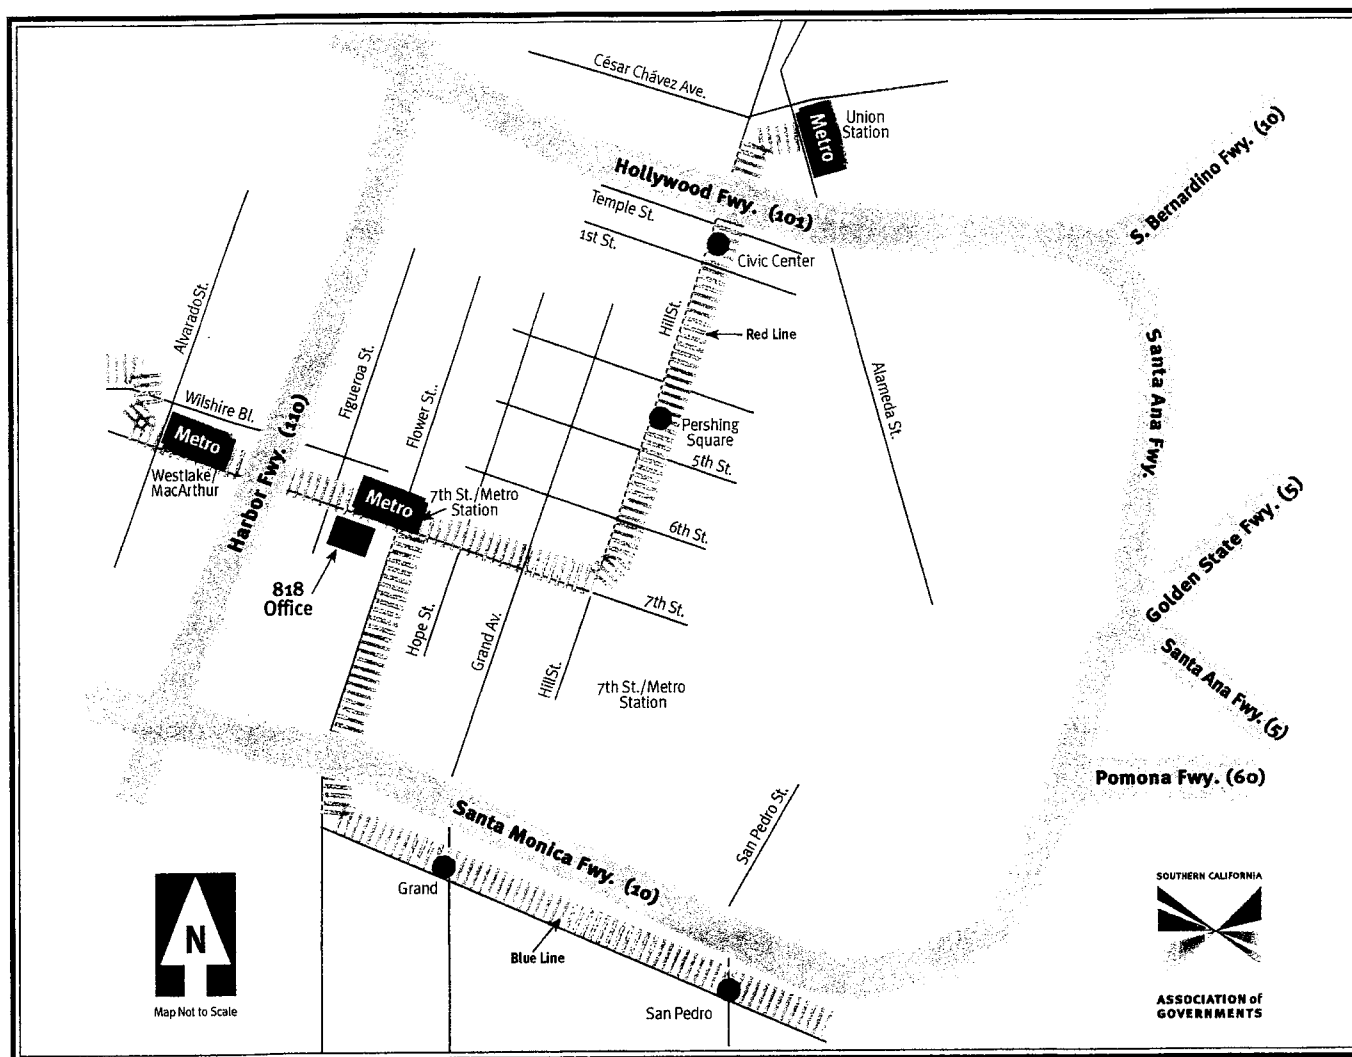 César Chávez Ave.
Metro
Union
Station
S. Bernardino Fwy. (10)
Hollywood Fwy. (101)
Temple St.
1st St.
Civic Center
Alvarado St.
Hill St.
Red Line
Figueroa St.
Flower St..
Alameda St.
Santa Ana Fwy.
Wilshire Bl.
Harbor Fwy. (110)
Pershing
Square
5th St.
Metro
Westlake/
MacArthur
Metro
7th St./Metro
Station
6th St.
Golden State Fwy. (5)
818
Office
7th St.
Hope St.
Grand Av.
Hill St.
7th St./Metro
Station
Santa Ana Fwy. (5)
Pomona Fwy. (60)
Santa Monica Fwy. (10)
San Pedro St.
Grand
Blue Line
San Pedro
N
Map Not to Scale
SOUTHERN CALIFORNIA
ASSOCIATION of
GOVERNMENTS